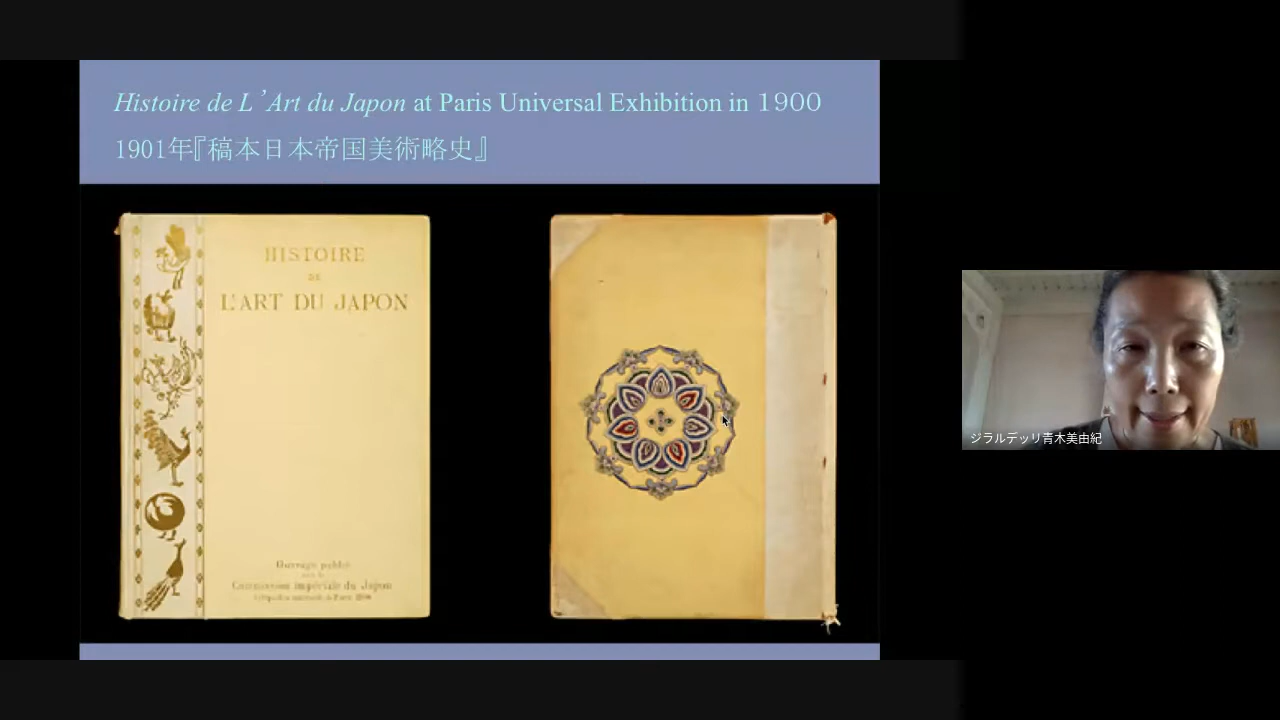 Histoire de L’Art du Japon at Paris Universal Exhibition in 1900
1901年『稿本日本帝国美術略史』
HISTOIRE
DE
L'ART DU JAPON
Ouvrage publié
Commission impériale du Japon
ジラルデッリ青木美由紀